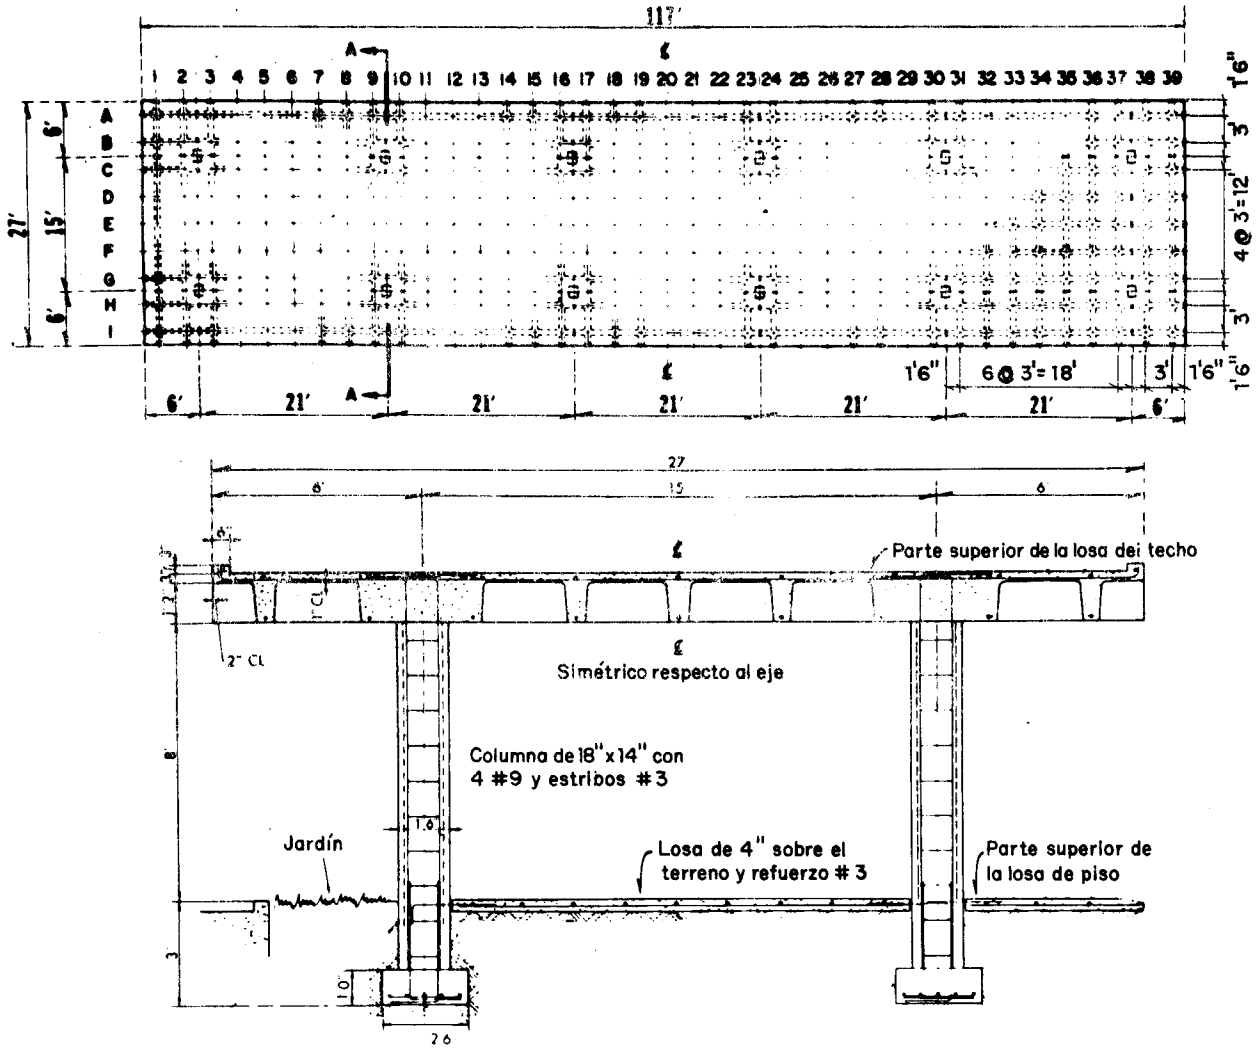 117'
A ℄
1 2 3 4 5 6 7 8 9 10 11 12 13 14 15 16 17 18 19 20 21 22 23 24 25 26 27 28 29 30 31 32 33 34 35 36 37 38 39
1'6"
A
B
C
D
E
F
G
H
I
27'
6'
15'
6'
3'
4 @ 3'=12'
3'
1'6"
A ℄
1'6" 6 @ 3'=18' 3' 1'6"
6' 21' 21' 21' 21' 21' 6'
27
6' 15 6
6"
℄ Parte superior de la losa del techo
1" CL
2" CL
℄
Simétrico respecto al eje
8'
Columna de 18"x14" con
4 #9 y estribos #3
1.6
Jardín
Losa de 4" sobre el
terreno y refuerzo #3
Parte superior de
la losa de piso
3
1 0
2 6